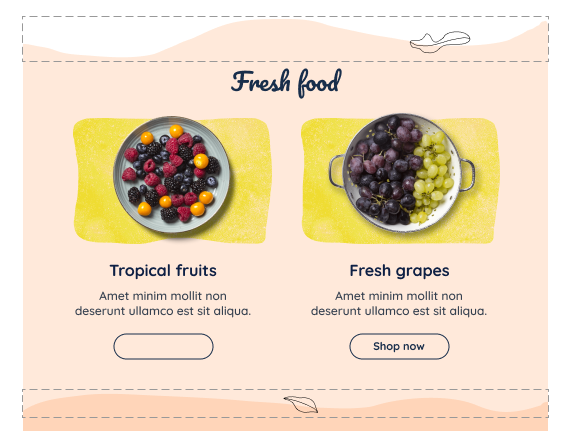 Fresh food
Tropical fruits
Amet minim mollit non
deserunt ullamco est sit aliqua.
Fresh grapes
Amet minim mollit non
deserunt ullamco est sit aliqua.
Shop now